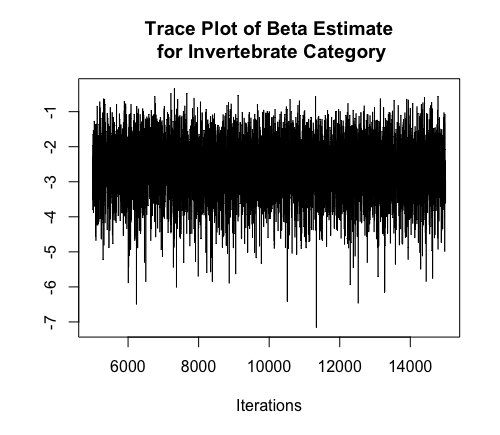 Trace Plot of Beta Estimate
for Invertebrate Category
-1
-2
-3
-4
-5
-6
-7
6000 8000 10000 12000 14000
Iterations